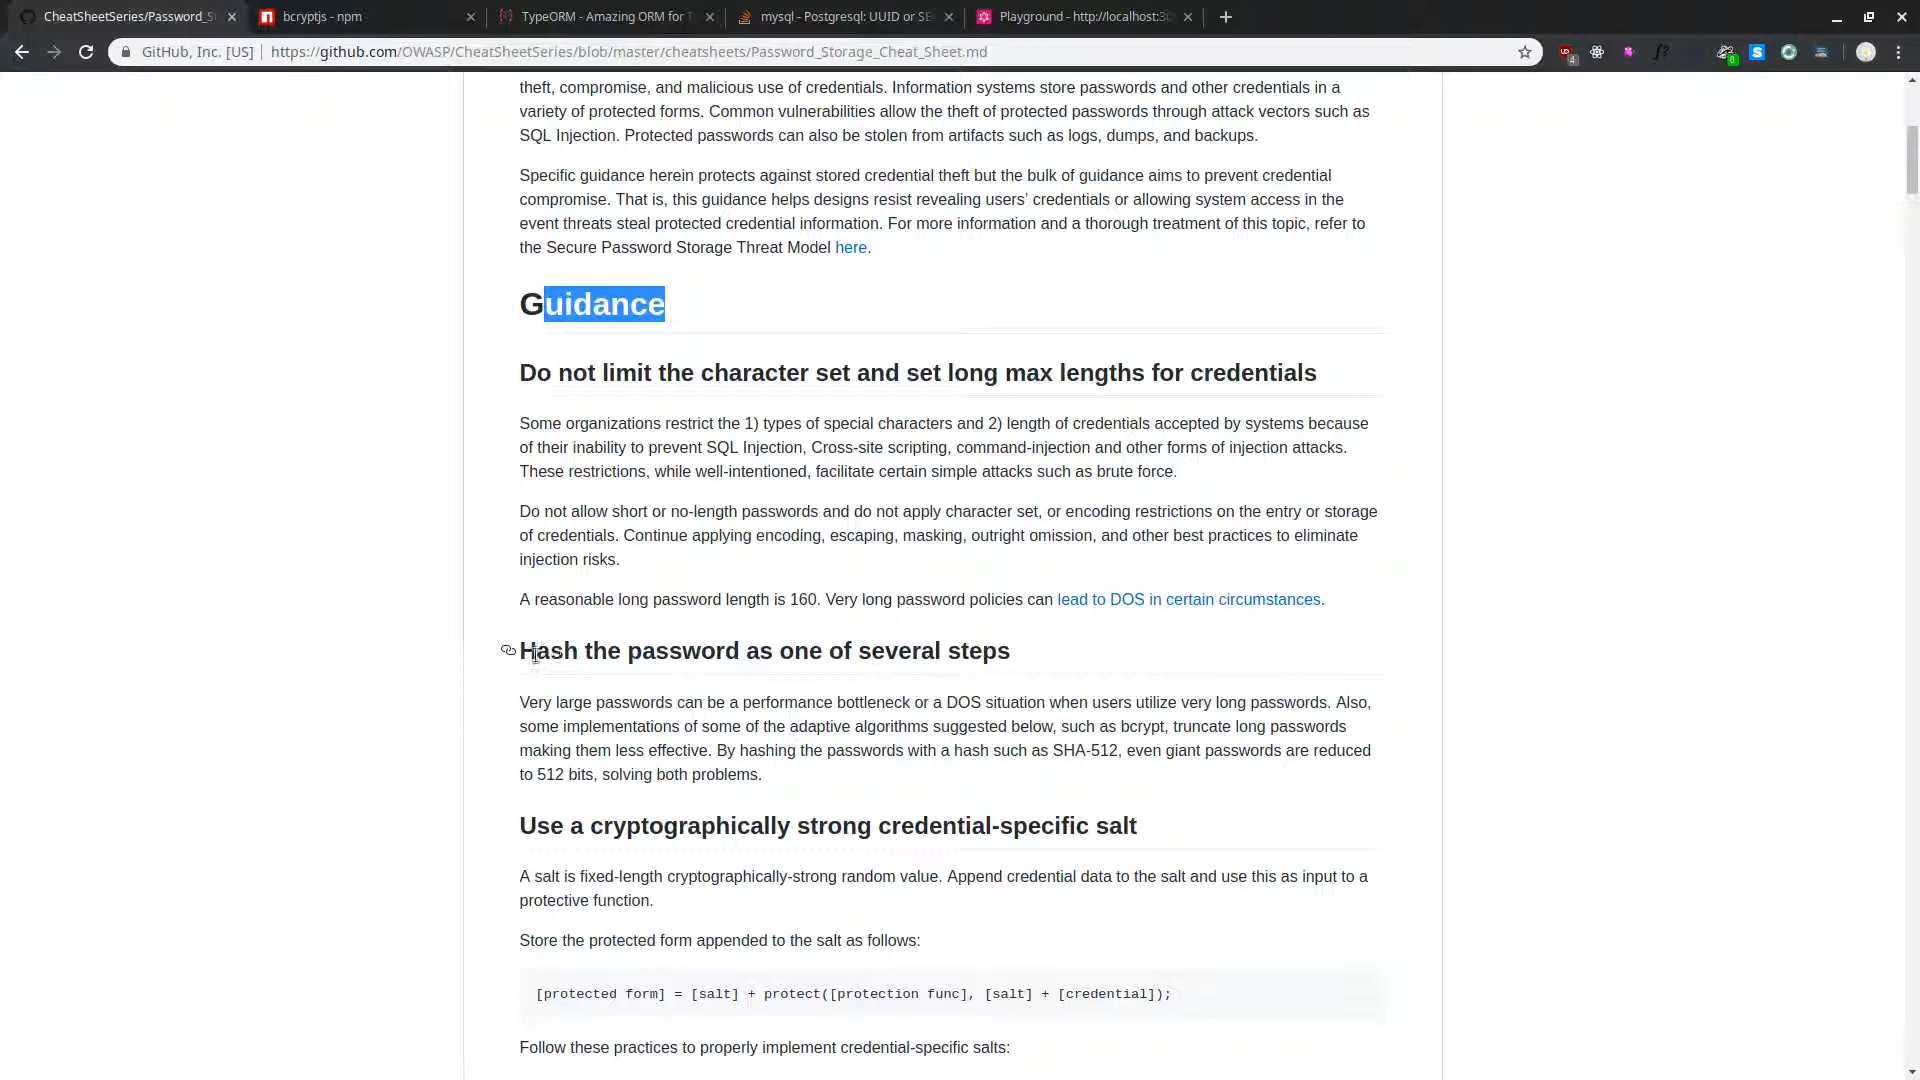 CheatSheetSeries/Password_S
bcryptjs - npm
TypeORM - Amazing ORM for T
mysql - Postgresql: UUID or SE
Playground - http://localhost:30
GitHub, Inc. [US]
https://github.com/OWASP/CheatSheetSeries/blob/master/cheatsheets/Password_Storage_Cheat_Sheet.md
4
0
theft, compromise, and malicious use of credentials. Information systems store passwords and other credentials in a
variety of protected forms. Common vulnerabilities allow the theft of protected passwords through attack vectors such as
SQL Injection. Protected passwords can also be stolen from artifacts such as logs, dumps, and backups.
Specific guidance herein protects against stored credential theft but the bulk of guidance aims to prevent credential
compromise. That is, this guidance helps designs resist revealing users’ credentials or allowing system access in the
event threats steal protected credential information. For more information and a thorough treatment of this topic, refer to
the Secure Password Storage Threat Model here.
Guidance
Do not limit the character set and set long max lengths for credentials
Some organizations restrict the 1) types of special characters and 2) length of credentials accepted by systems because
of their inability to prevent SQL Injection, Cross-site scripting, command-injection and other forms of injection attacks.
These restrictions, while well-intentioned, facilitate certain simple attacks such as brute force.
Do not allow short or no-length passwords and do not apply character set, or encoding restrictions on the entry or storage
of credentials. Continue applying encoding, escaping, masking, outright omission, and other best practices to eliminate
injection risks.
A reasonable long password length is 160. Very long password policies can lead to DOS in certain circumstances.
Hash the password as one of several steps
Very large passwords can be a performance bottleneck or a DOS situation when users utilize very long passwords. Also,
some implementations of some of the adaptive algorithms suggested below, such as bcrypt, truncate long passwords
making them less effective. By hashing the passwords with a hash such as SHA-512, even giant passwords are reduced
to 512 bits, solving both problems.
Use a cryptographically strong credential-specific salt
A salt is fixed-length cryptographically-strong random value. Append credential data to the salt and use this as input to a
protective function.
Store the protected form appended to the salt as follows:
[protected form] = [salt] + protect([protection func], [salt] + [credential]);
Follow these practices to properly implement credential-specific salts: